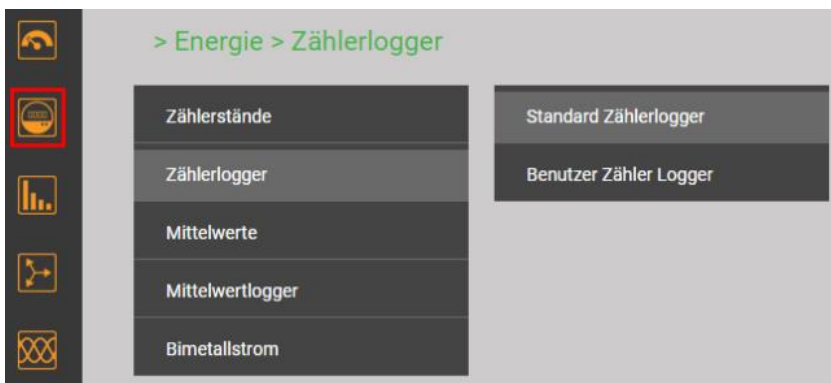 > Energie > Zählerlogger
Zählerstände
Zählerlogger
Mittelwerte
Mittelwertlogger
Bimetallstrom
Standard Zählerlogger
Benutzer Zähler Logger